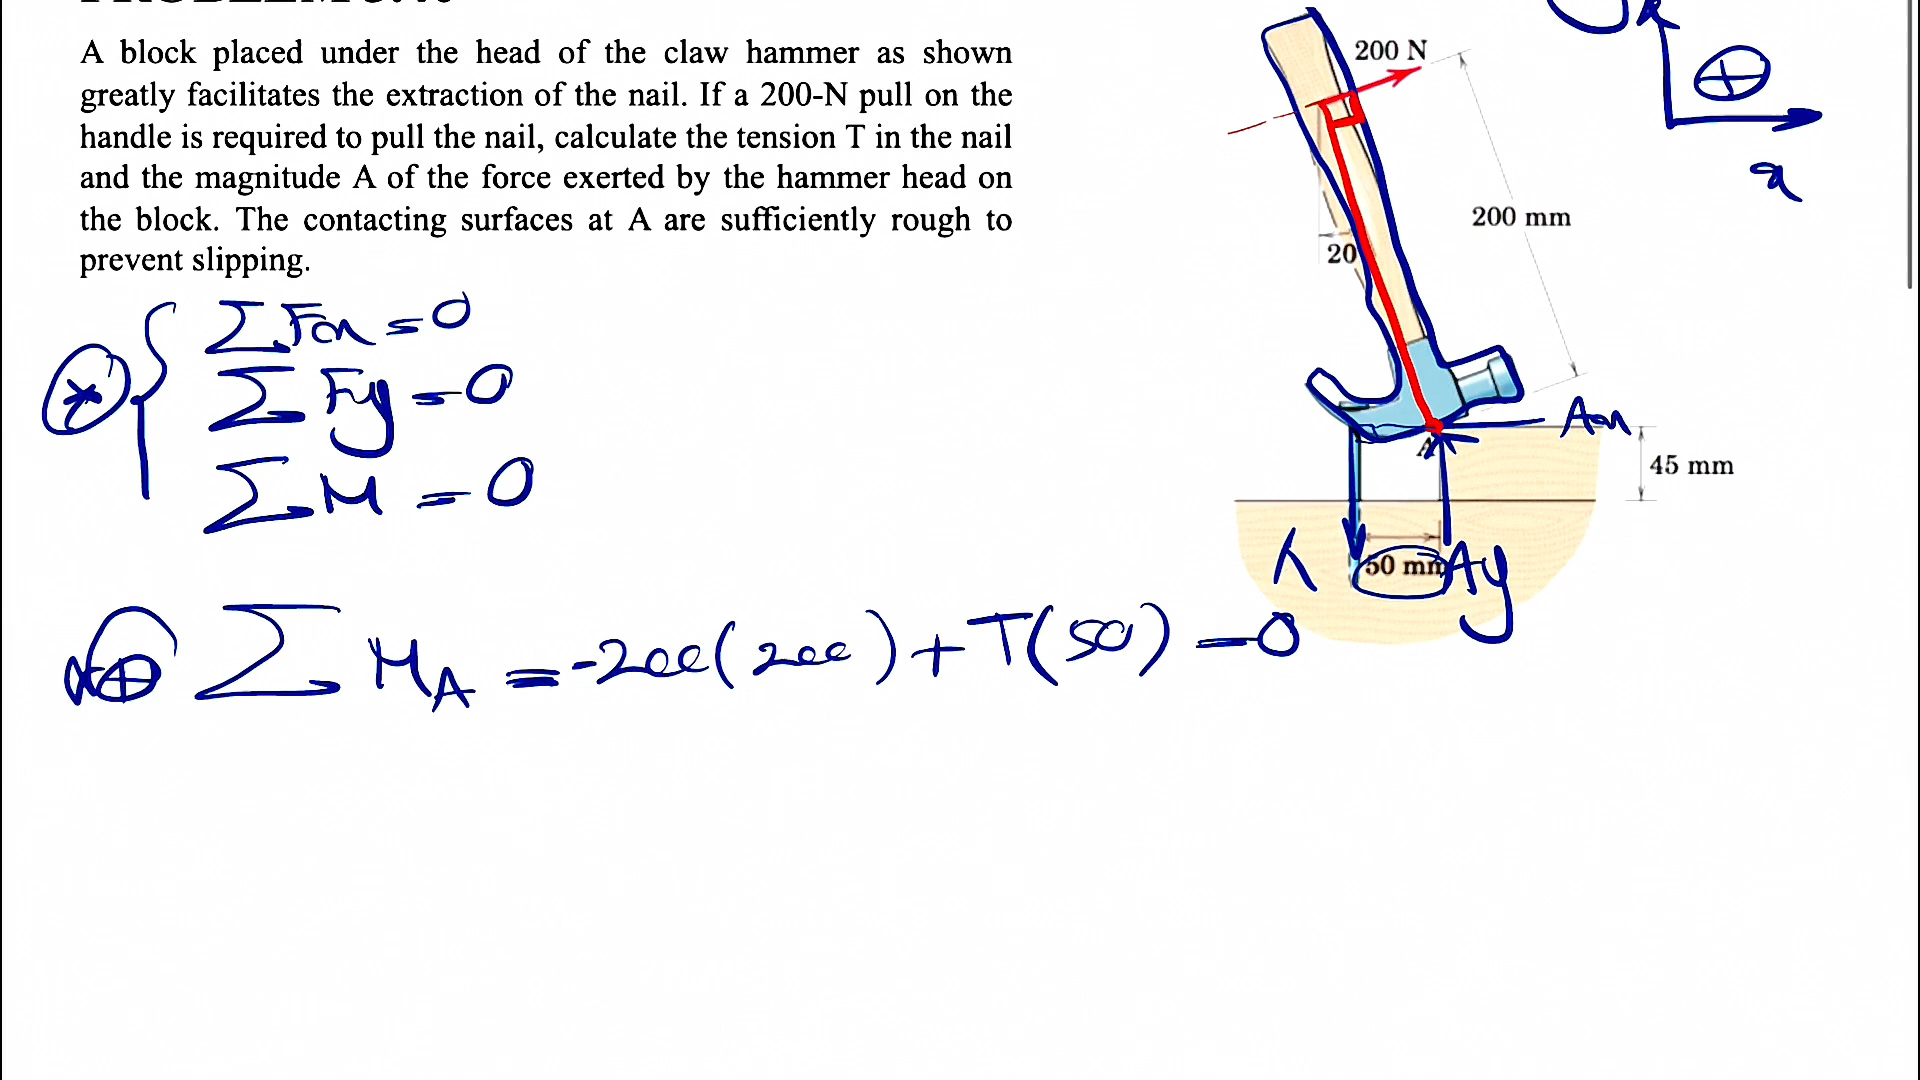 A block placed under the head of the claw hammer as shown
greatly facilitates the extraction of the nail. If a 200-N pull on the
handle is required to pull the nail, calculate the tension T in the nail
and the magnitude A of the force exerted by the hammer head on
the block. The contacting surfaces at A are sufficiently rough to
prevent slipping.
ΣFx=0
ΣFy=0
ΣM=0
ΣM_A = -200(200)+T(50)=0
200 N
200 mm
20
Ax
A
45 mm
50 mm
Ay
x